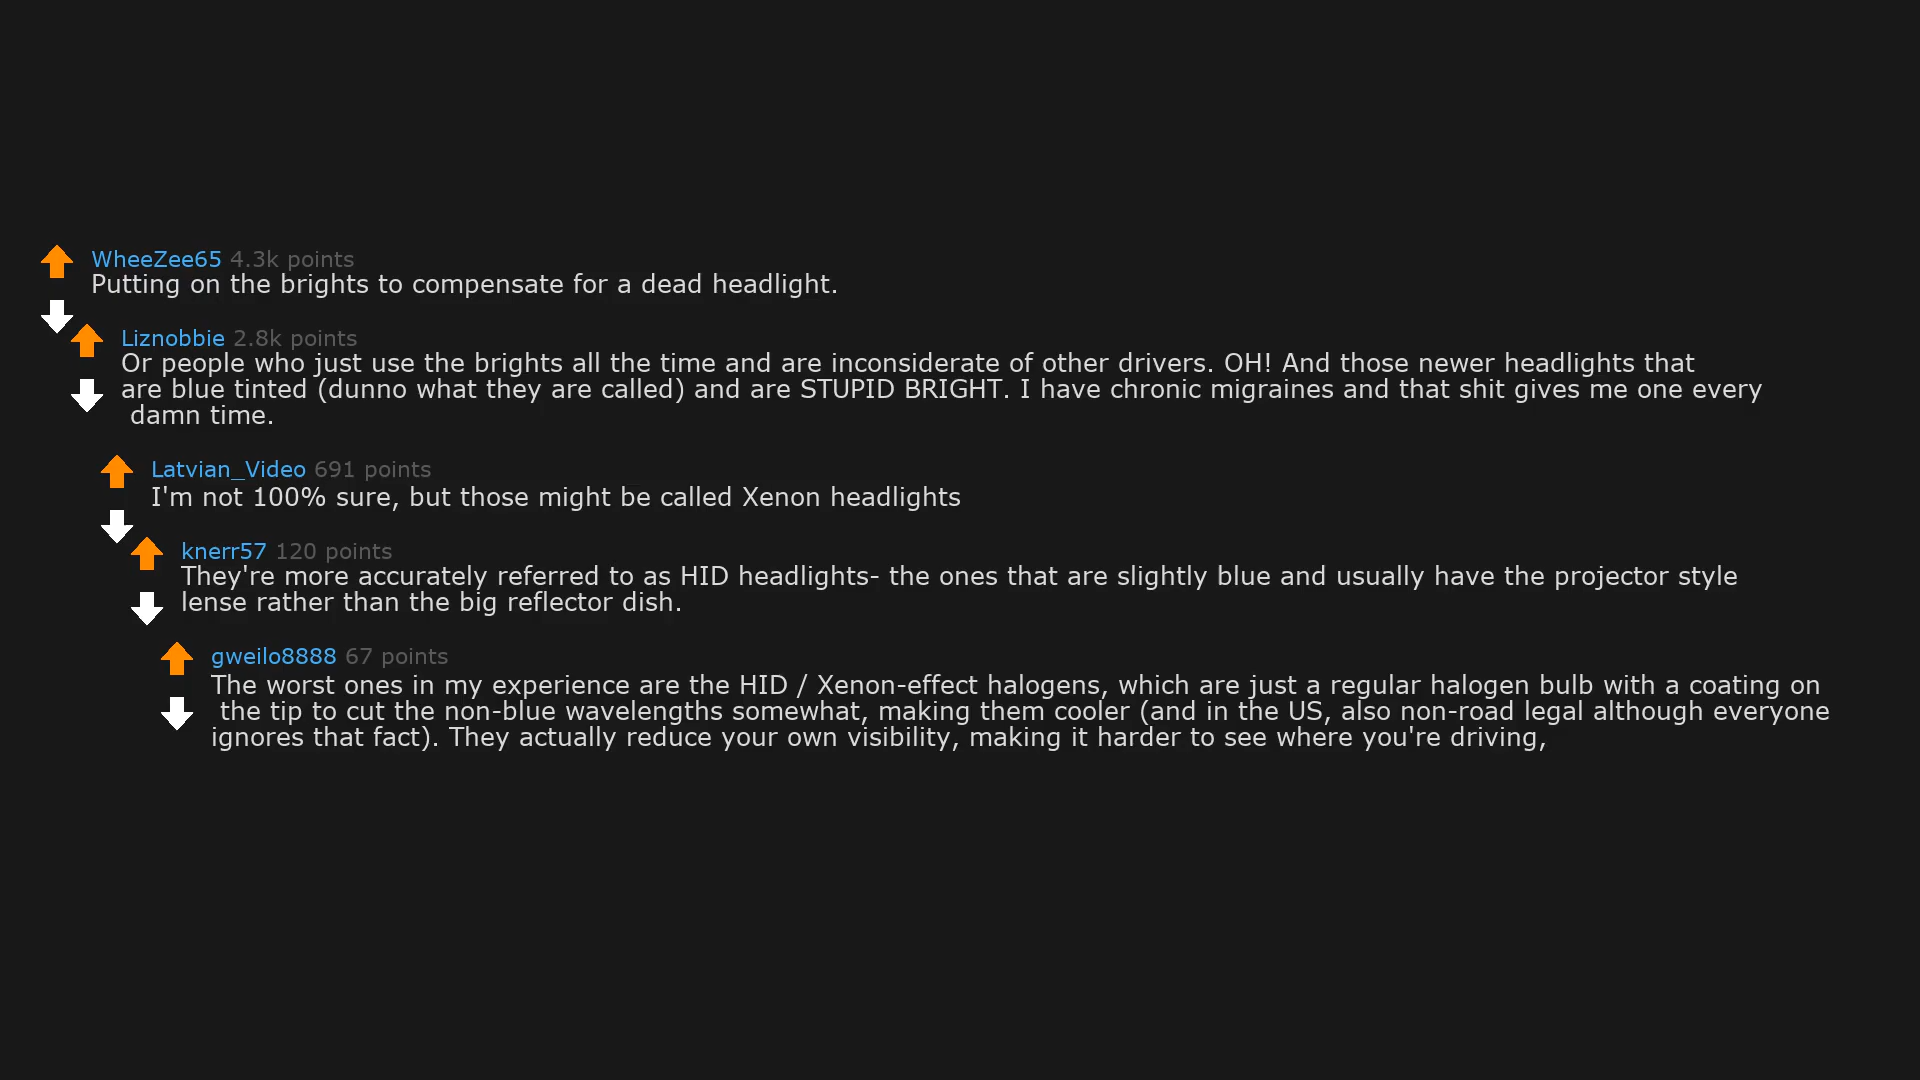 WheeZee65 4.3k points
Putting on the brights to compensate for a dead headlight.
Liznobbie 2.8k points
Or people who just use the brights all the time and are inconsiderate of other drivers. OH! And those newer headlights that
are blue tinted (dunno what they are called) and are STUPID BRIGHT. I have chronic migraines and that shit gives me one every
damn time.
Latvian_Video 691 points
I'm not 100% sure, but those might be called Xenon headlights
knerr57 120 points
They're more accurately referred to as HID headlights- the ones that are slightly blue and usually have the projector style
lense rather than the big reflector dish.
gweilo8888 67 points
The worst ones in my experience are the HID / Xenon-effect halogens, which are just a regular halogen bulb with a coating on
the tip to cut the non-blue wavelengths somewhat, making them cooler (and in the US, also non-road legal although everyone
ignores that fact). They actually reduce your own visibility, making it harder to see where you're driving,